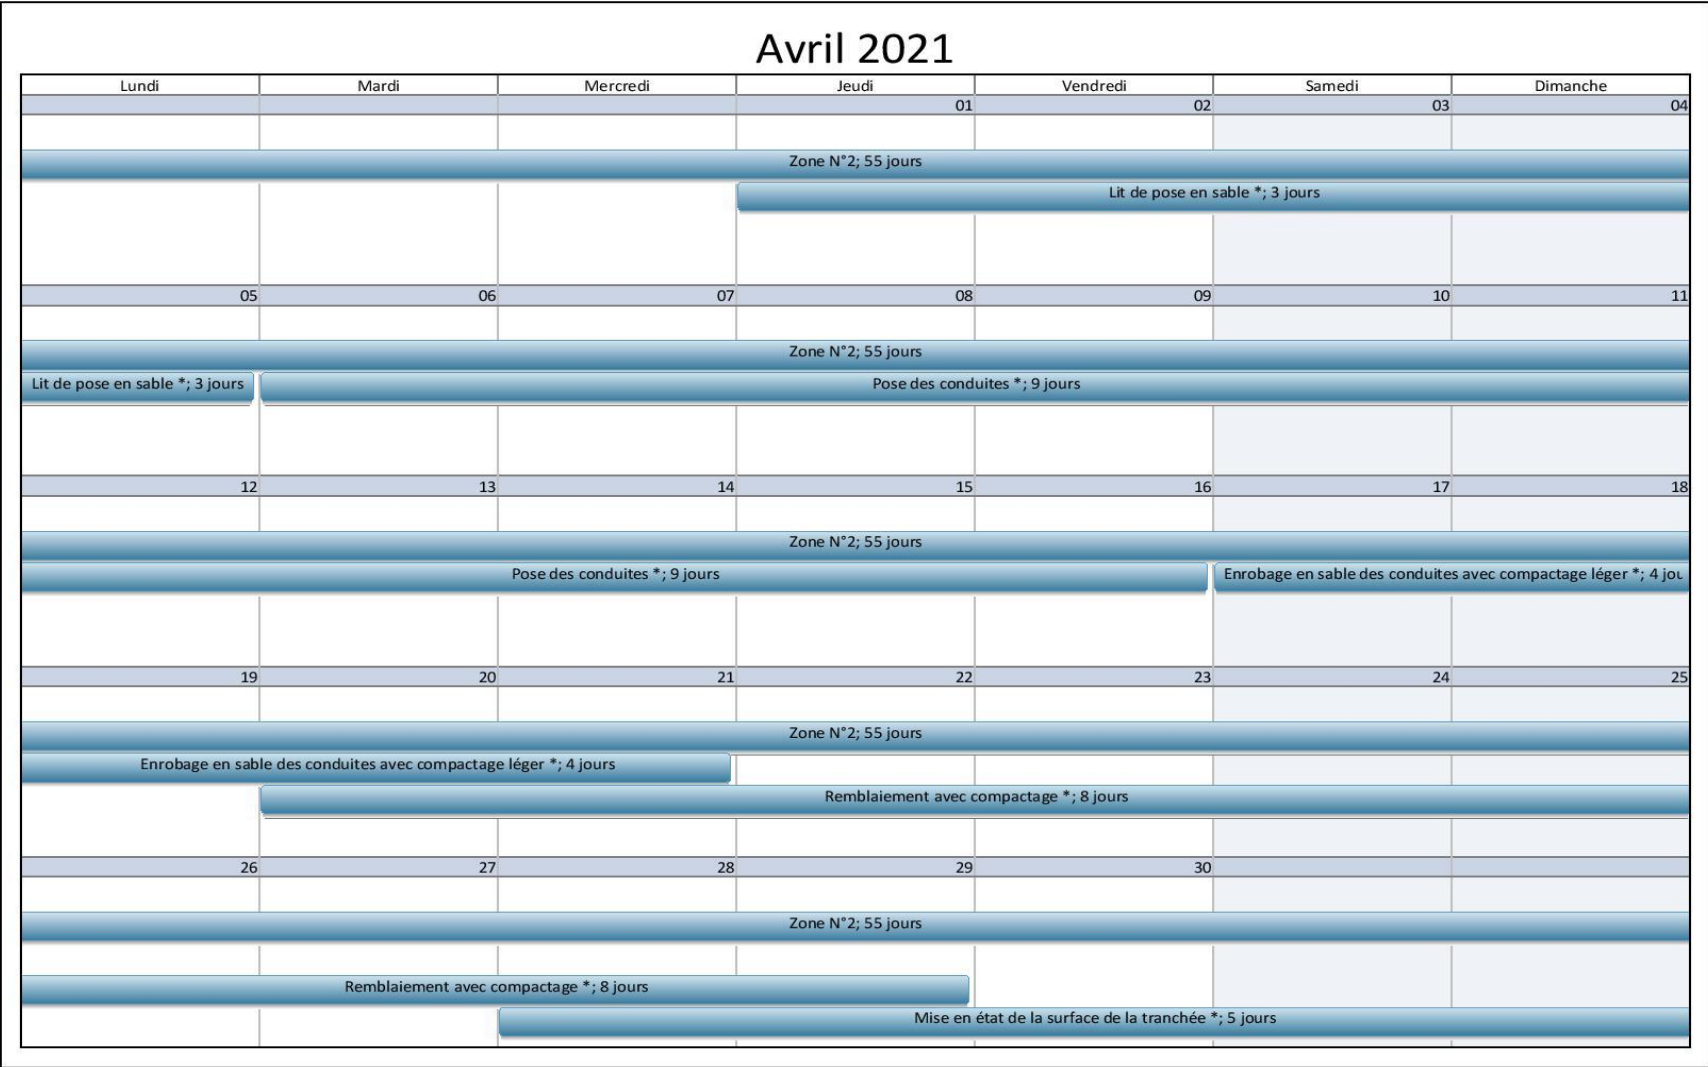 Avril 2021
Lundi Mardi Mercredi Jeudi Vendredi Samedi Dimanche
01 02 03 04
Zone N°2; 55 jours
Lit de pose en sable *; 3 jours
05 06 07 08 09 10 11
Zone N°2; 55 jours
Lit de pose en sable *; 3 jours Pose des conduites *; 9 jours
12 13 14 15 16 17 18
Zone N°2; 55 jours
Pose des conduites *; 9 jours Enrobage en sable des conduites avec compactage léger *; 4 jou
19 20 21 22 23 24 25
Zone N°2; 55 jours
Enrobage en sable des conduites avec compactage léger *; 4 jours
Remblaiement avec compactage *; 8 jours
26 27 28 29 30
Zone N°2; 55 jours
Remblaiement avec compactage *; 8 jours
Mise en état de la surface de la tranchée *; 5 jours